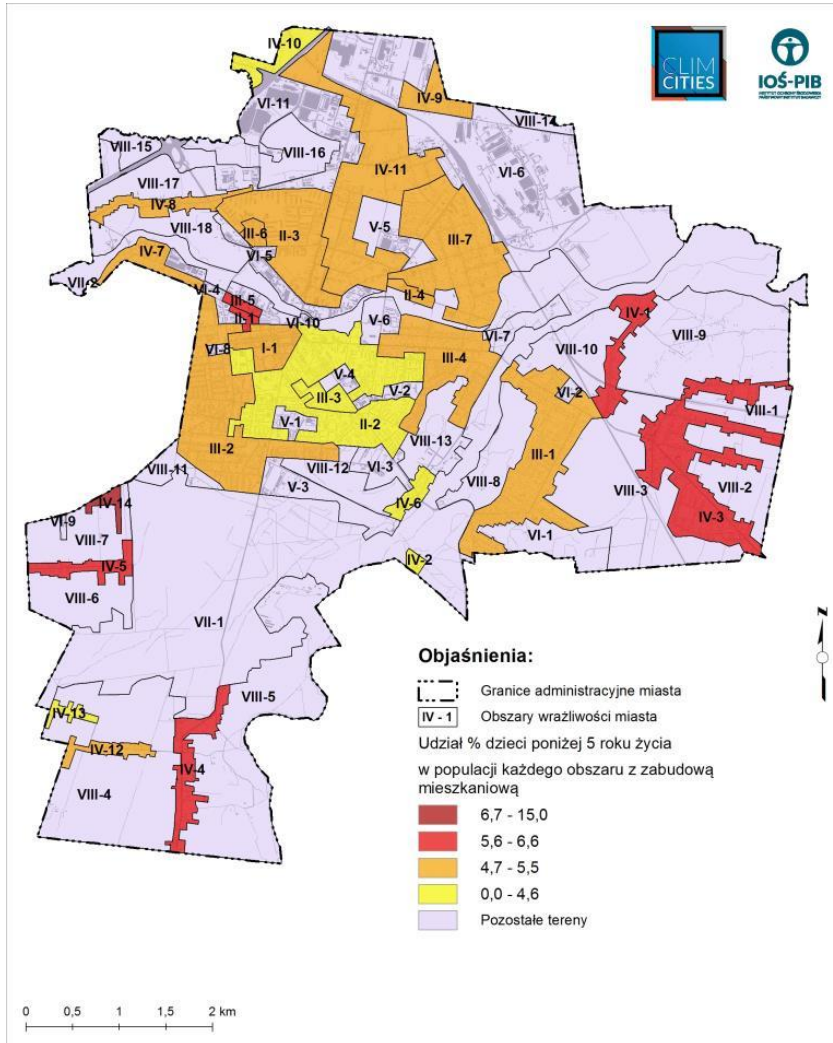 CLIM
CITIES
IOŚ-PIB
INSTYTUT OCHRONY ŚRODOWISKA
PAŃSTWOWY INSTYTUT BADAWCZY
IV-10
IV-9
VI-11
VIII-14
VIII-15
VIII-16
IV-11
VI-6
VIII-17
IV-8
III-6
II-3
V-5
III-7
VIII-18
VI-5
IV-7
VII-2
VI-4
III-5
II-4
II-1
VI-10
V-6
IV-1
VIII-9
VI-8
I-1
III-4
VI-7
VIII-10
V-4
V-2
VI-2
III-3
VIII-1
V-1
II-2
III-2
VIII-13
III-1
VIII-11
VIII-12
VI-3
V-3
VIII-8
VIII-3
VIII-2
IV-14
IV-6
IV-3
VI-9
VIII-7
VI-1
IV-5
IV-2
VIII-6
VII-1
VIII-5
IV-13
IV-12
IV-4
VIII-4
N
Objaśnienia:
Granice administracyjne miasta
IV - 1 Obszary wrażliwości miasta
Udział % dzieci poniżej 5 roku życia
w populacji każdego obszaru z zabudową
mieszkaniową
6,7 - 15,0
5,6 - 6,6
4,7 - 5,5
0,0 - 4,6
Pozostałe tereny
0 0,5 1 1,5 2 km